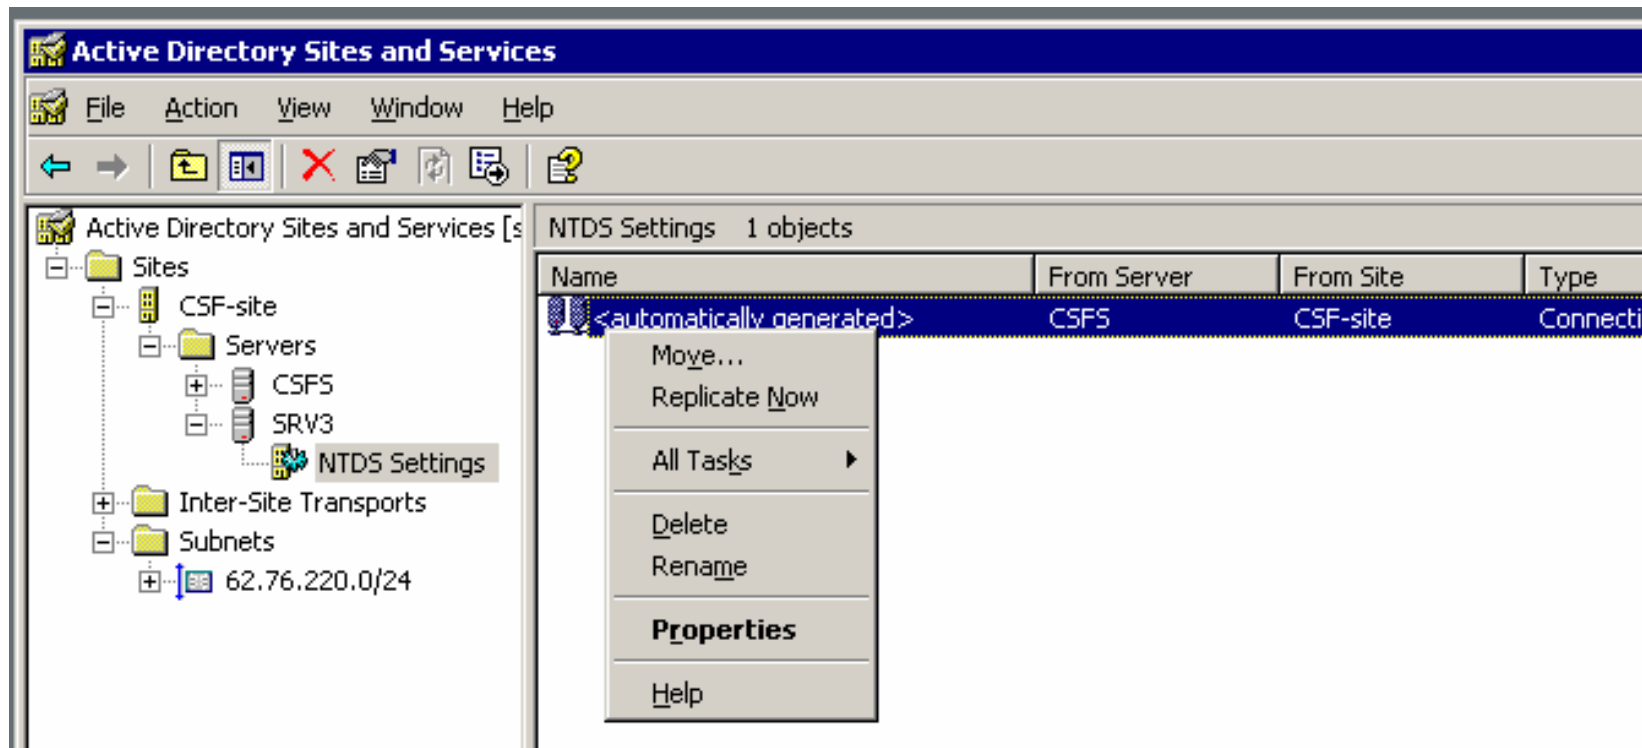 Active Directory Sites and Services
File Action View Window Help
Active Directory Sites and Services [s
Sites
CSF-site
Servers
CSFS
SRV3
NTDS Settings
Inter-Site Transports
Subnets
62.76.220.0/24
NTDS Settings 1 objects
Name From Server From Site Type
<automatically generated> CSFS CSF-site Connecti
Move...
Replicate Now
All Tasks
Delete
Rename
Properties
Help